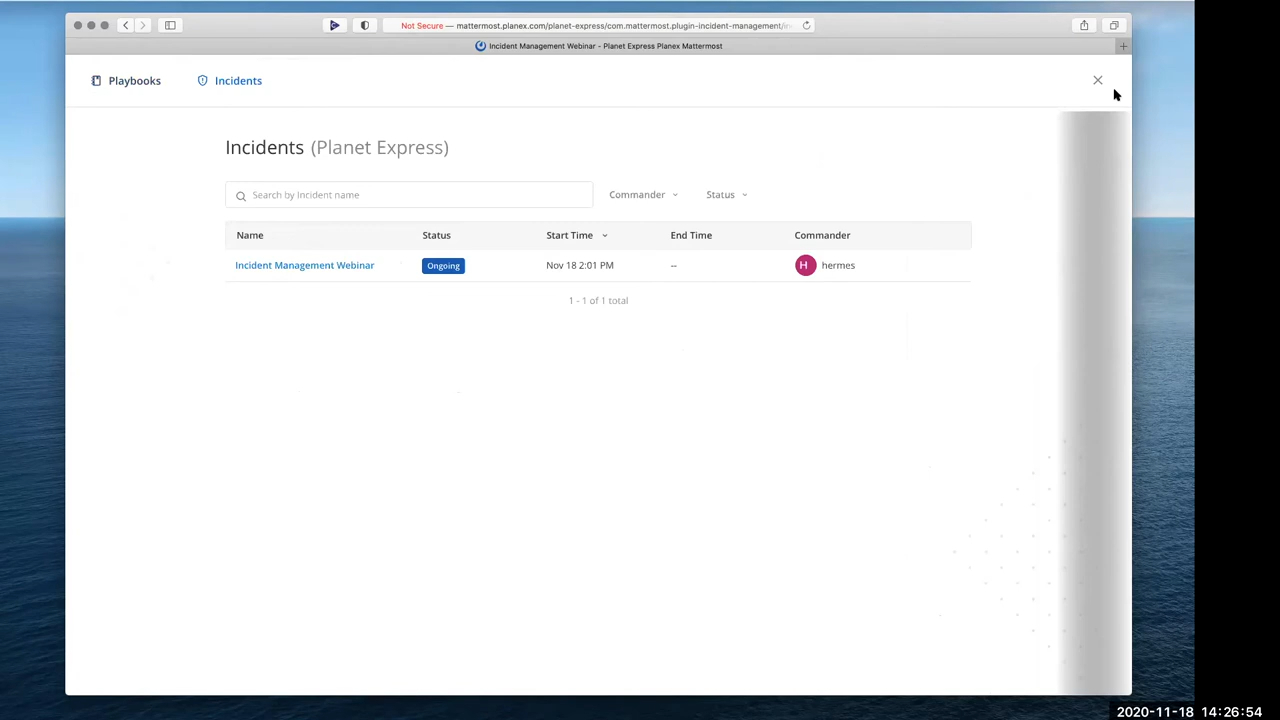 Not Secure — mattermost.planex.com/planet-express/com.mattermost.plugin-incident-management/in
Incident Management Webinar - Planet Express Planex Mattermost
Playbooks Incidents
Incidents (Planet Express)
Search by Incident name Commander Status
Name Status Start Time End Time Commander
Incident Management Webinar Ongoing Nov 18 2:01 PM -- H hermes
1 - 1 of 1 total
2020-11-18 14:26:54